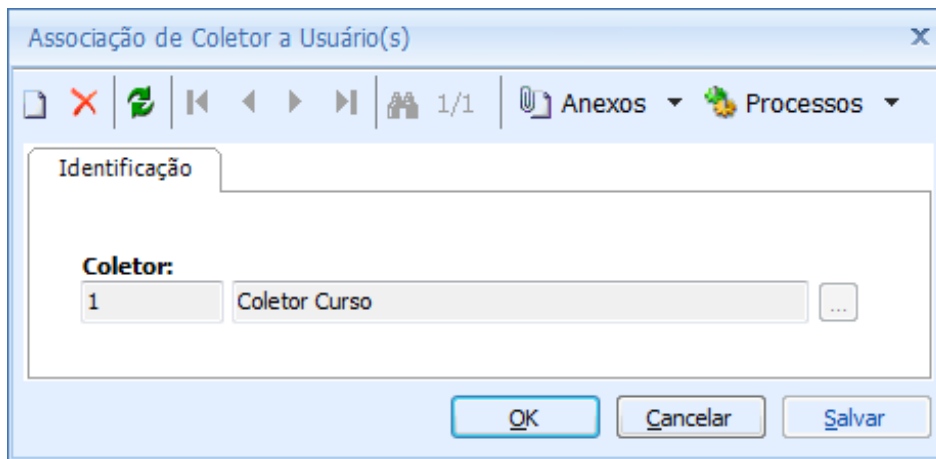 Associação de Coletor a Usuário(s)
1/1 Anexos Processos
Identificação
Coletor:
1 Coletor Curso ...
OK Cancelar Salvar